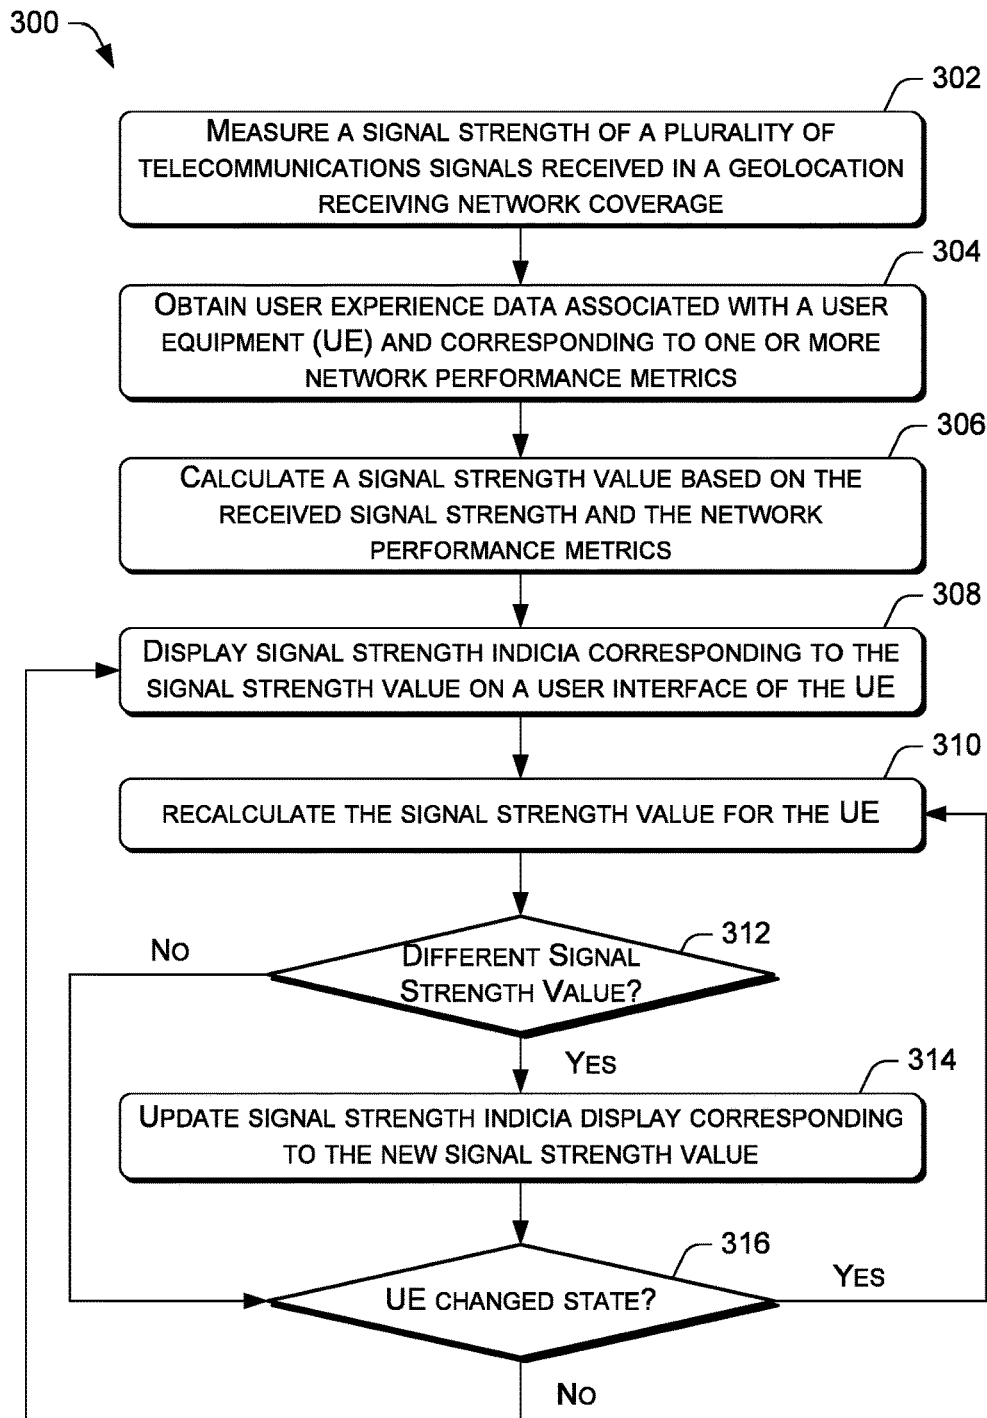 300
302
MEASURE A SIGNAL STRENGTH OF A PLURALITY OF
TELECOMMUNICATIONS SIGNALS RECEIVED IN A GEOLOCATION
RECEIVING NETWORK COVERAGE
304
OBTAIN USER EXPERIENCE DATA ASSOCIATED WITH A USER
EQUIPMENT (UE) AND CORRESPONDING TO ONE OR MORE
NETWORK PERFORMANCE METRICS
306
CALCULATE A SIGNAL STRENGTH VALUE BASED ON THE
RECEIVED SIGNAL STRENGTH AND THE NETWORK
PERFORMANCE METRICS
308
DISPLAY SIGNAL STRENGTH INDICIA CORRESPONDING TO THE
SIGNAL STRENGTH VALUE ON A USER INTERFACE OF THE UE
310
RECALCULATE THE SIGNAL STRENGTH VALUE FOR THE UE
312
NO
DIFFERENT SIGNAL
STRENGTH VALUE?
YES
314
UPDATE SIGNAL STRENGTH INDICIA DISPLAY CORRESPONDING
TO THE NEW SIGNAL STRENGTH VALUE
316
UE CHANGED STATE?
YES
NO